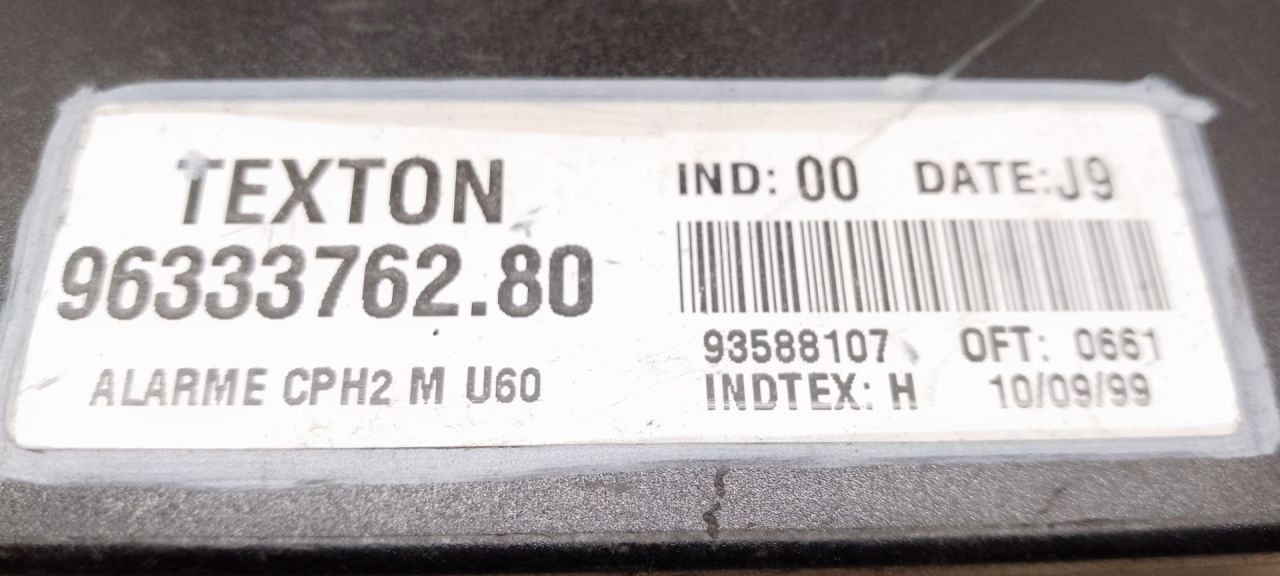 TEXTON
96333762.80
ALARME CPH2 M U60
IND: 00 DATE: J9
93588107 OFT: 0661
INDTEX: H 10/09/99